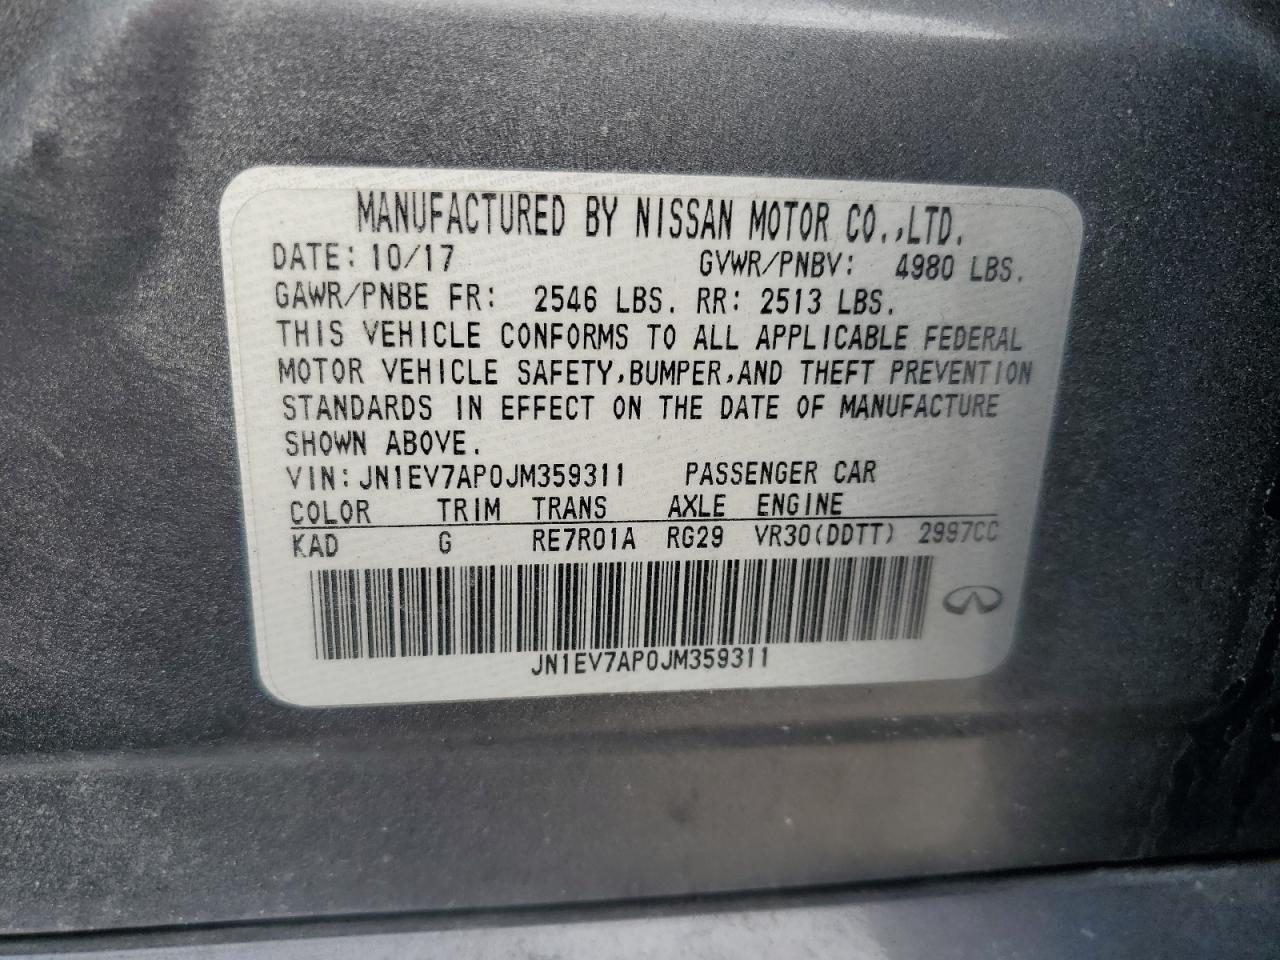 MANUFACTURED BY NISSAN MOTOR CO.,LTD.
DATE: 10/17 GVWR/PNBV: 4980 LBS.
GAWR/PNBE FR: 2546 LBS. RR: 2513 LBS.
THIS VEHICLE CONFORMS TO ALL APPLICABLE FEDERAL
MOTOR VEHICLE SAFETY,BUMPER,AND THEFT PREVENTION
STANDARDS IN EFFECT ON THE DATE OF MANUFACTURE
SHOWN ABOVE.
VIN:JN1EV7AP0JM359311 PASSENGER CAR
COLOR TRIM TRANS AXLE ENGINE
KAD G RE7R01A RG29 VR30(DDTT) 2997CC
JN1EV7AP0JM359311